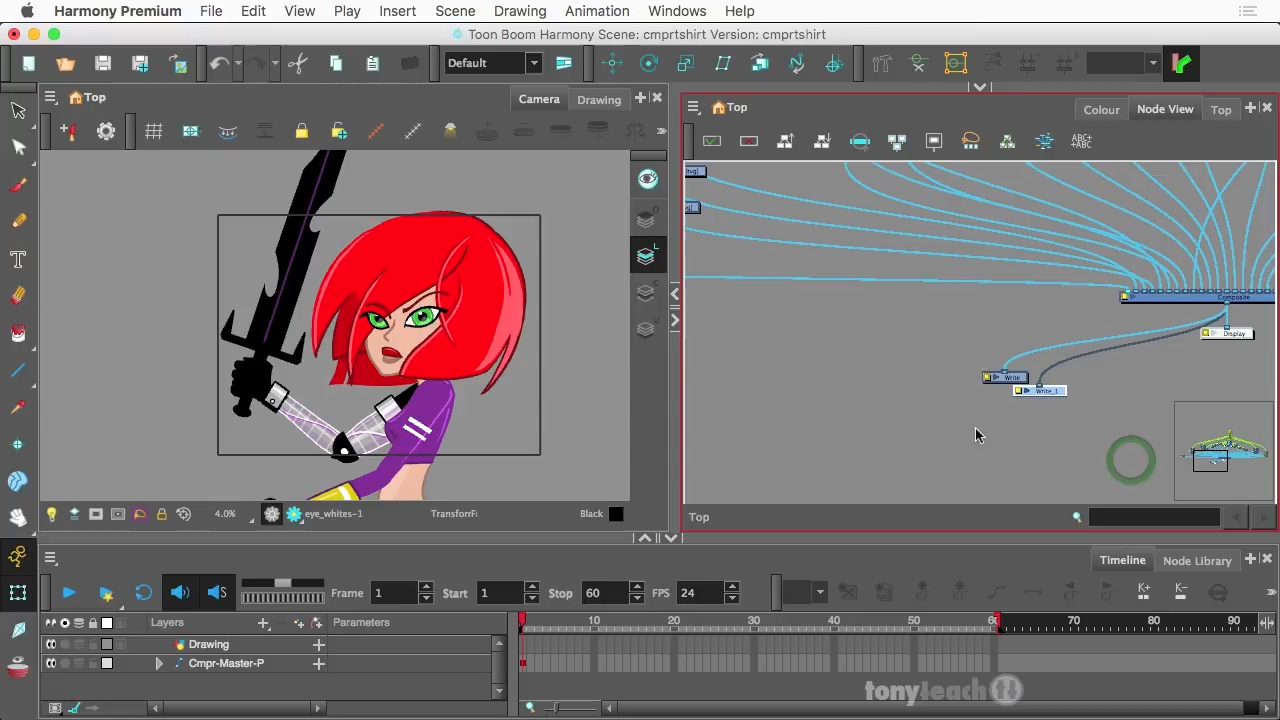 Harmony Premium File Edit View Play Insert Scene Drawing Animation Windows Help
Toon Boom Harmony Scene: cmprtshirt Version: cmprtshirt
Default
Top
Camera
Drawing
Top
Colour
Node View
Top
ABC+
ABC+
Composite
Display
Write
Write_1
4.0%
eye_whites-1
Black
Top
Timeline
Node Library
Frame 1 Start 1 Stop 60 FPS 24
Layers
Parameters
10 20 30 40 50 60 70 80 90
Drawing
Cmpr-Master-P
tonyteachTT